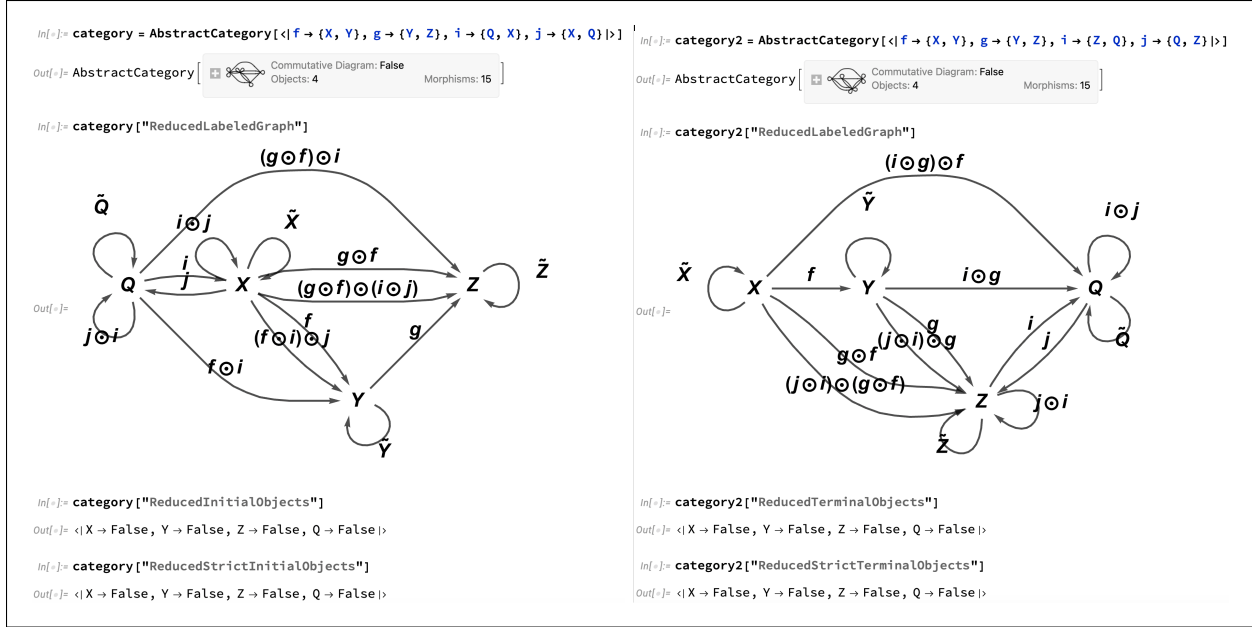 In[∘]:= category = AbstractCategory[<|f → {X, Y}, g → {Y, Z}, i → {Q, X}, j → {X, Q}|>]
Out[∘]= AbstractCategory[
Commutative Diagram: False
Objects: 4 Morphisms: 15
]
In[∘]:= category["ReducedLabeledGraph"]
(g⊙f)⊙i
Q̃
i⊙j
X̃
i
j
g⊙f
Z̃
Q
X
Z
(g⊙f)⊙(i⊙j)
Out[∘]=
j⊙i
f
(f⊙i)⊙j
g
f⊙i
Y
Ỹ
In[∘]:= category["ReducedInitialObjects"]
Out[∘]= <|X → False, Y → False, Z → False, Q → False|>
In[∘]:= category["ReducedStrictInitialObjects"]
Out[∘]= <|X → False, Y → False, Z → False, Q → False|>
In[∘]:= category2 = AbstractCategory[<|f → {X, Y}, g → {Y, Z}, i → {Z, Q}, j → {Q, Z}|>]
Out[∘]= AbstractCategory[
Commutative Diagram: False
Objects: 4 Morphisms: 15
]
In[∘]:= category2["ReducedLabeledGraph"]
(i⊙g)⊙f
Ỹ
i⊙j
X̃
f
i⊙g
X
Y
Q
Out[∘]=
g
i
(j⊙i)⊙g
j
Q̃
g⊙f
(j⊙i)⊙(g⊙f)
Z
j⊙i
Z̃
In[∘]:= category2["ReducedTerminalObjects"]
Out[∘]= <|X → False, Y → False, Z → False, Q → False|>
In[∘]:= category2["ReducedStrictTerminalObjects"]
Out[∘]= <|X → False, Y → False, Z → False, Q → False|>